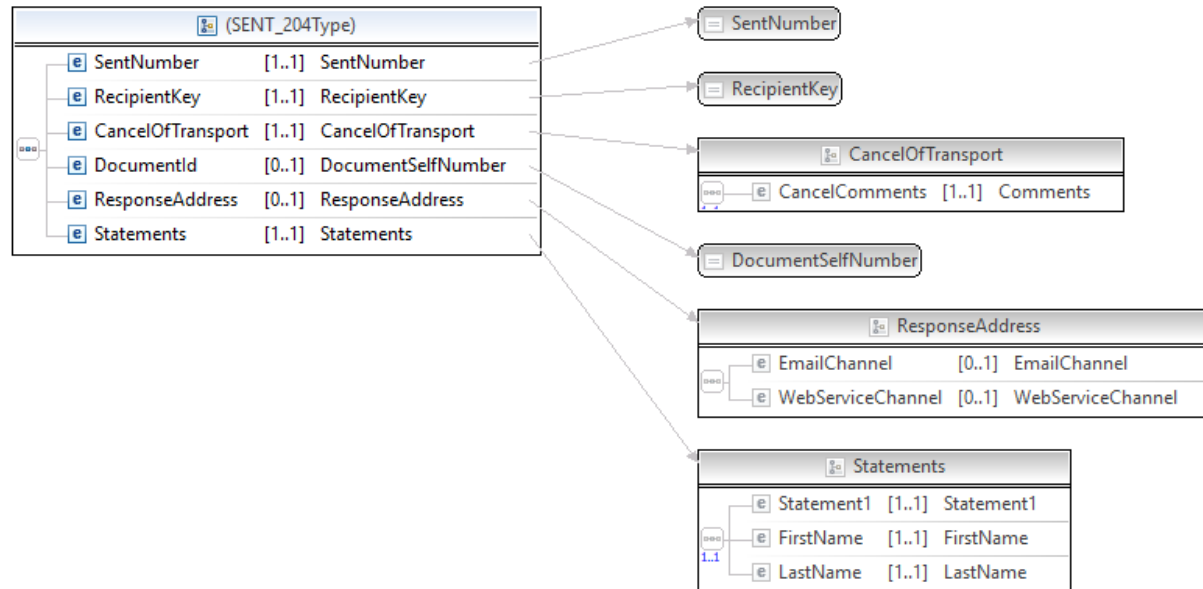 (SENT_204Type)
SentNumber [1..1] SentNumber
RecipientKey [1..1] RecipientKey
CancelOfTransport [1..1] CancelOfTransport
DocumentId [0..1] DocumentSelfNumber
ResponseAddress [0..1] ResponseAddress
Statements [1..1] Statements
SentNumber
RecipientKey
CancelOfTransport
CancelComments [1..1] Comments
DocumentSelfNumber
ResponseAddress
EmailChannel [0..1] EmailChannel
WebServiceChannel [0..1] WebServiceChannel
Statements
Statement1 [1..1] Statement1
FirstName [1..1] FirstName
1..1
LastName [1..1] LastName